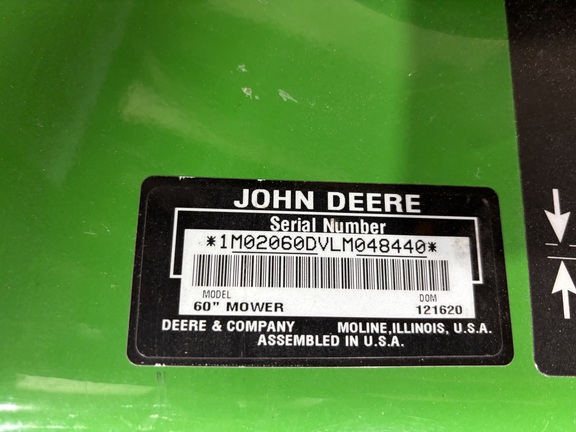 JOHN DEERE
Serial Number
*1M02060DVLM048440*
MODEL DOM
60" MOWER 121620
DEERE & COMPANY MOLINE,ILLINOIS, U.S.A.
ASSEMBLED IN U.S.A.